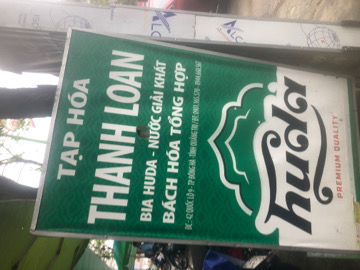 TẠP HÓA
THANH LOAN
BIA HUDA - NƯỚC GIẢI KHÁT
BÁCH HÓA TỔNG HỢP
huda
PREMIUM QUALITY